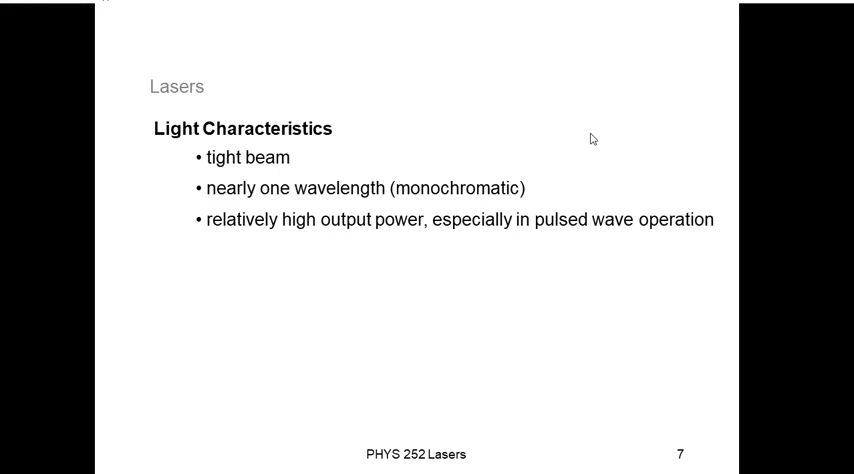 Lasers
Light Characteristics
• tight beam
• nearly one wavelength (monochromatic)
• relatively high output power, especially in pulsed wave operation
PHYS 252 Lasers
7